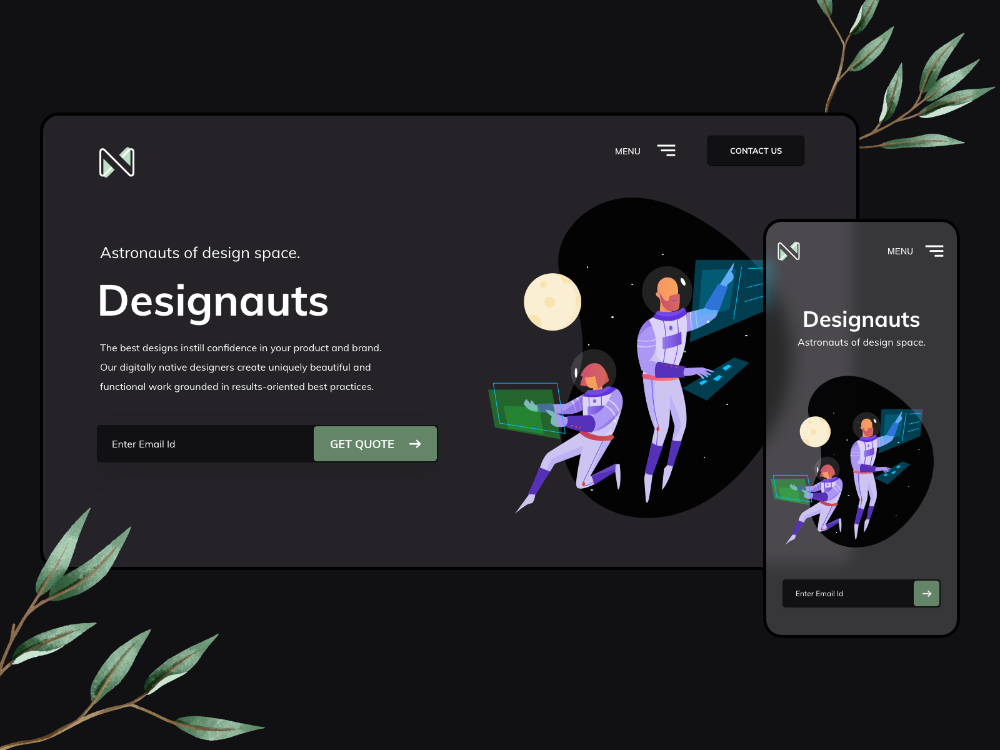 MENU
CONTACT US
Astronauts of design space.
Designauts
The best designs instill confidence in your product and brand.
Our digitally native designers create uniquely beautiful and
functional work grounded in results-oriented best practices.
Enter Email Id
GET QUOTE
MENU
Designauts
Astronauts of design space.
Enter Email Id